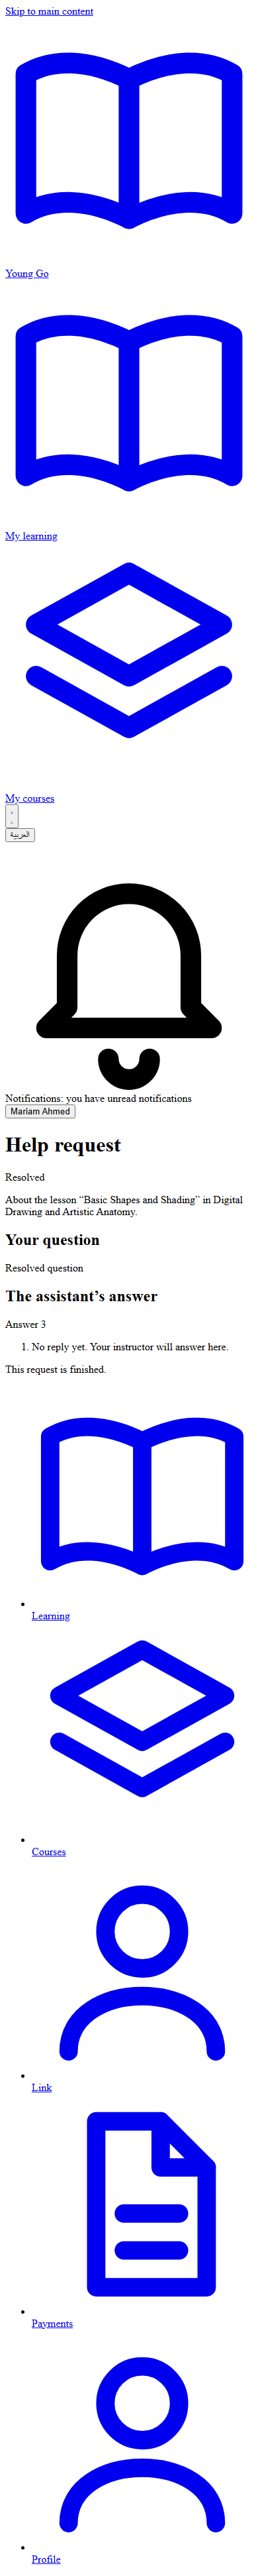 Skip to main content
Young Go
My learning
My courses
العربية
Notifications: you have unread notifications
Mariam Ahmed
Help request
Resolved
About the lesson “Basic Shapes and Shading” in Digital
Drawing and Artistic Anatomy.
Your question
Resolved question
The assistant’s answer
Answer 3
1. No reply yet. Your instructor will answer here.
This request is finished.
Learning
Courses
Link
Payments
Profile